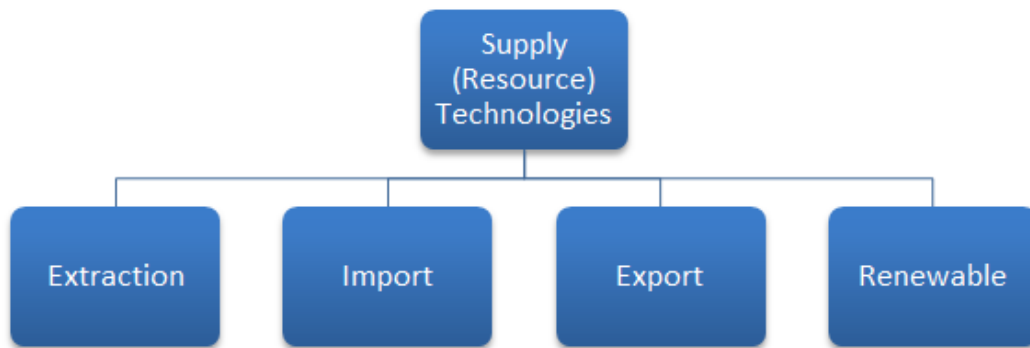 Supply
(Resource)
Technologies
Extraction
Import
Export
Renewable